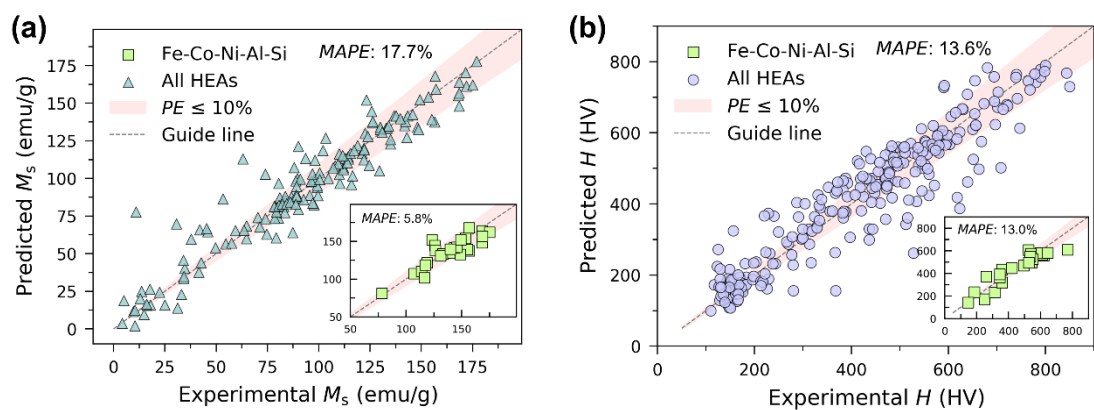 (a)
Fe-Co-Ni-Al-Si
MAPE: 17.7%
All HEAs
PE ≤ 10%
Guide line
Predicted Ms (emu/g)
175
150
125
100
75
50
25
0
MAPE: 5.8%
150
100
50
50 100 150
0 25 50 75 100 125 150 175
Experimental Ms (emu/g)
(b)
Fe-Co-Ni-Al-Si
MAPE: 13.6%
All HEAs
PE ≤ 10%
Guide line
Predicted H (HV)
800
600
400
200
0
MAPE: 13.0%
800
600
400
200
0
0 200 400 600 800
0 200 400 600 800
Experimental H (HV)